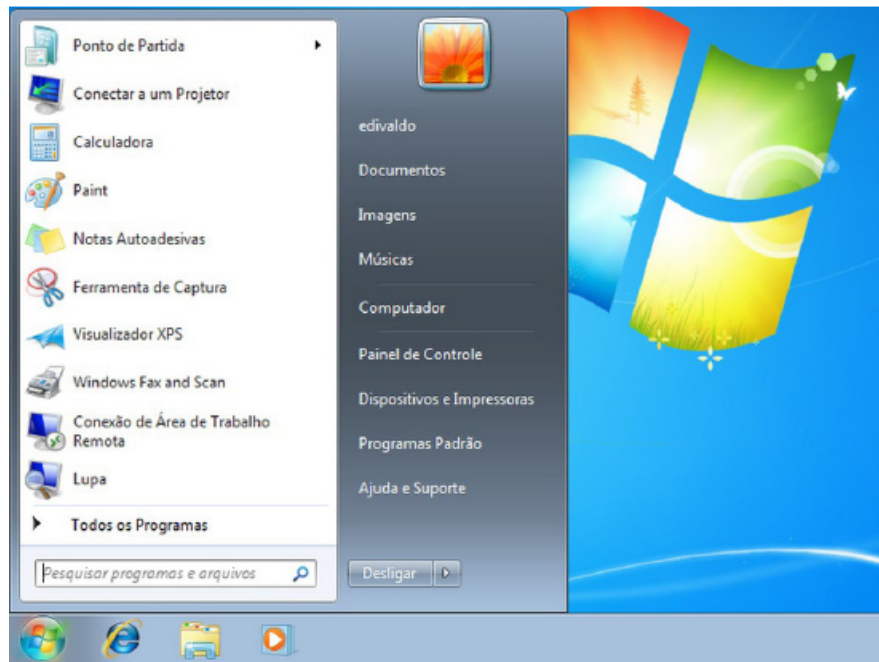 Ponto de Partida
Conectar a um Projetor
Calculadora
Paint
Notas Autoadesivas
Ferramenta de Captura
Visualizador XPS
Windows Fax and Scan
Conexão de Área de Trabalho
Remota
Lupa
Todos os Programas
Pesquisar programas e arquivos
edivaldo
Documentos
Imagens
Músicas
Computador
Painel de Controle
Dispositivos e Impressoras
Programas Padrão
Ajuda e Suporte
Desligar